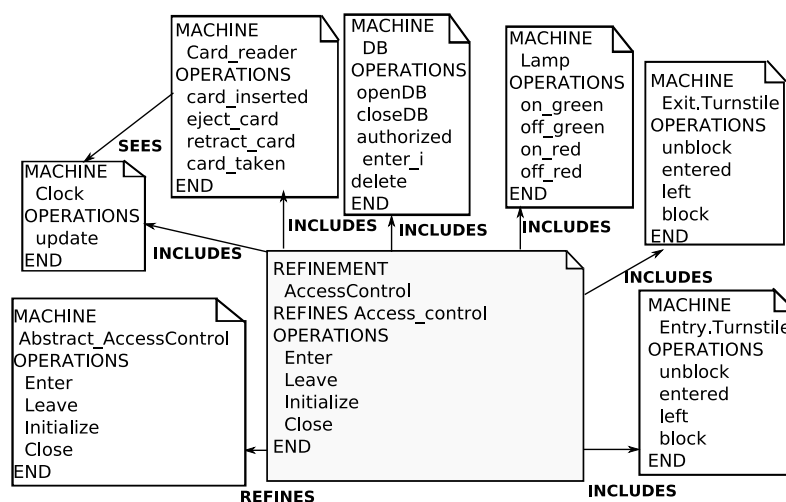 MACHINE
Card_reader
OPERATIONS
card_inserted
eject_card
retract_card
card_taken
END
MACHINE
DB
OPERATIONS
openDB
closeDB
authorized
enter_i
delete
END
MACHINE
Lamp
OPERATIONS
on_green
off_green
on_red
off_red
END
MACHINE
Exit.Turnstile
OPERATIONS
unblock
entered
left
block
END
SEES
MACHINE
Clock
OPERATIONS
update
END
INCLUDES
INCLUDES
INCLUDES
INCLUDES
INCLUDES
REFINEMENT
AccessControl
REFINES Access_control
OPERATIONS
Enter
Leave
Initialize
Close
END
MACHINE
Abstract_AccessControl
OPERATIONS
Enter
Leave
Initialize
Close
END
MACHINE
Entry.Turnstile
OPERATIONS
unblock
entered
left
block
END
REFINES
INCLUDES